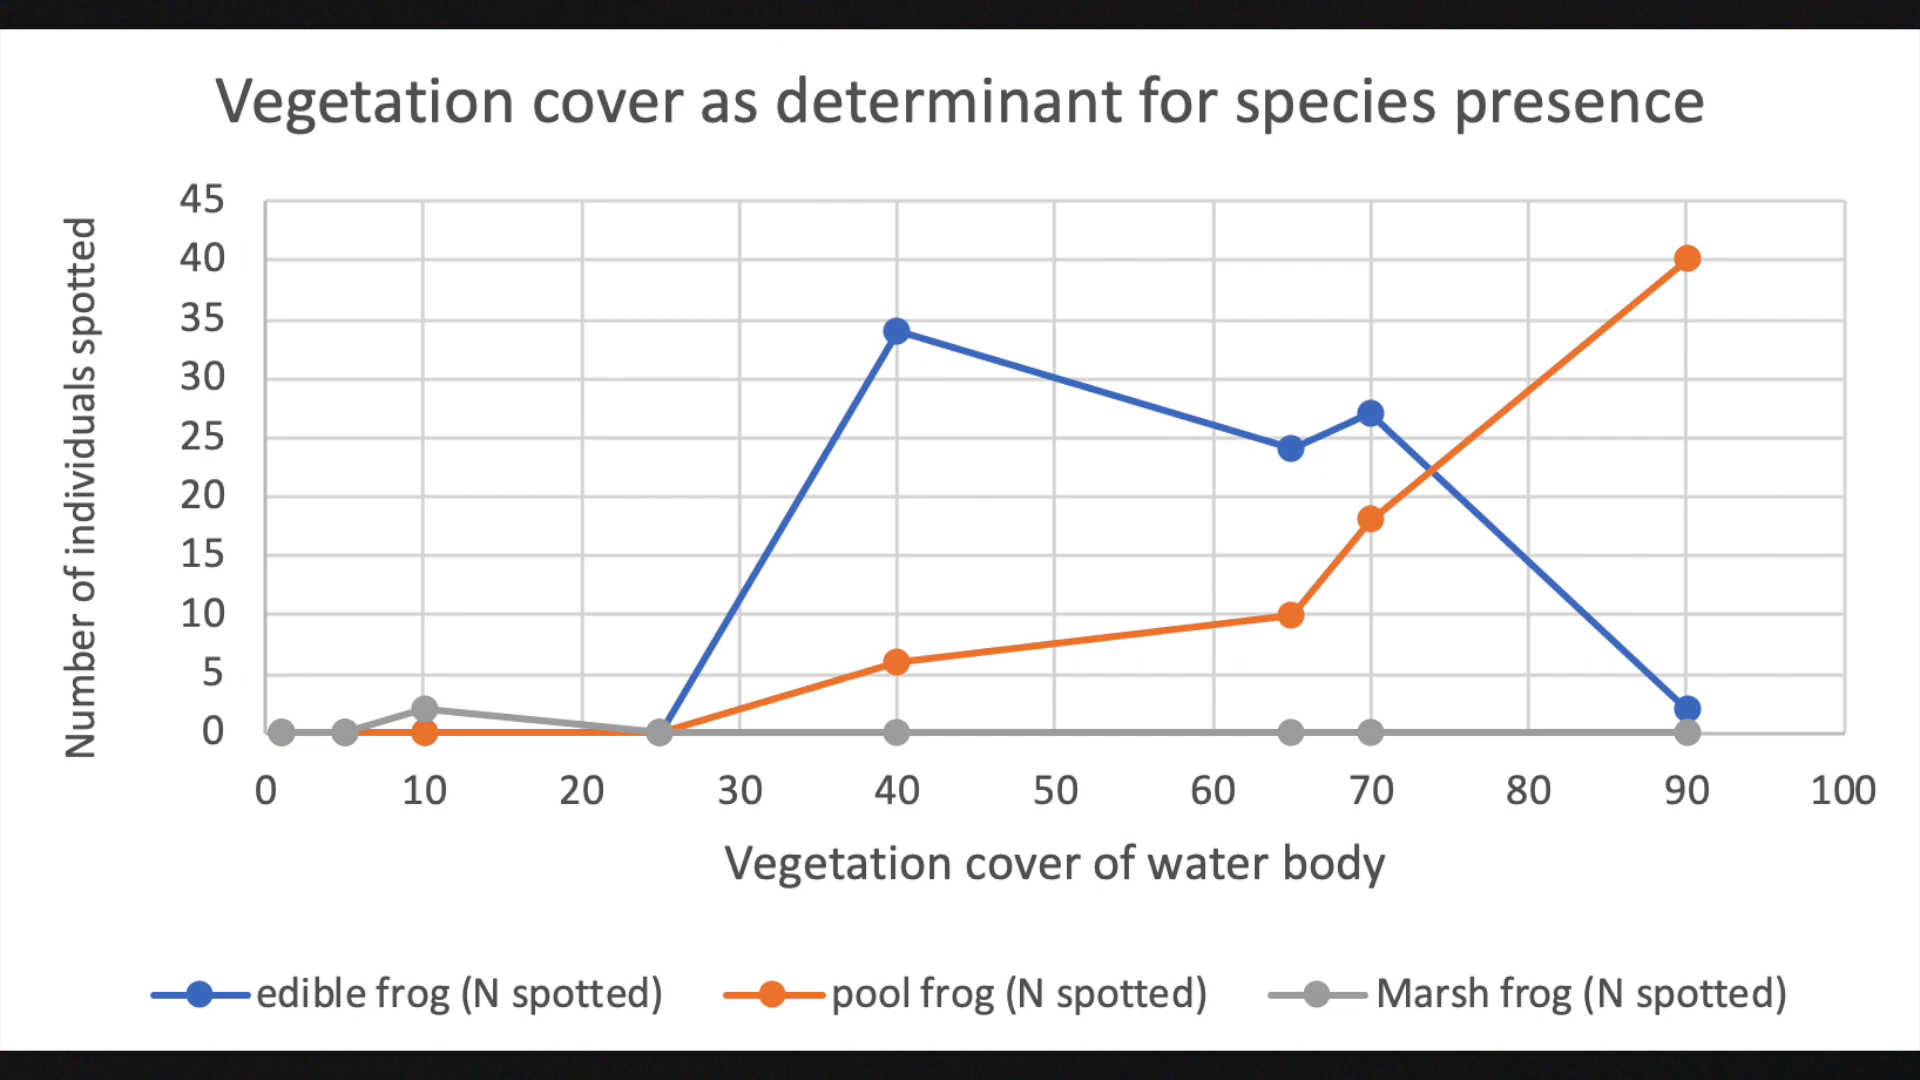 Vegetation cover as determinant for species presence
Number of individuals spotted
45
40
35
30
25
20
15
10
5
0
0 10 20 30 40 50 60 70 80 90 100
Vegetation cover of water body
edible frog (N spotted) pool frog (N spotted) Marsh frog (N spotted)